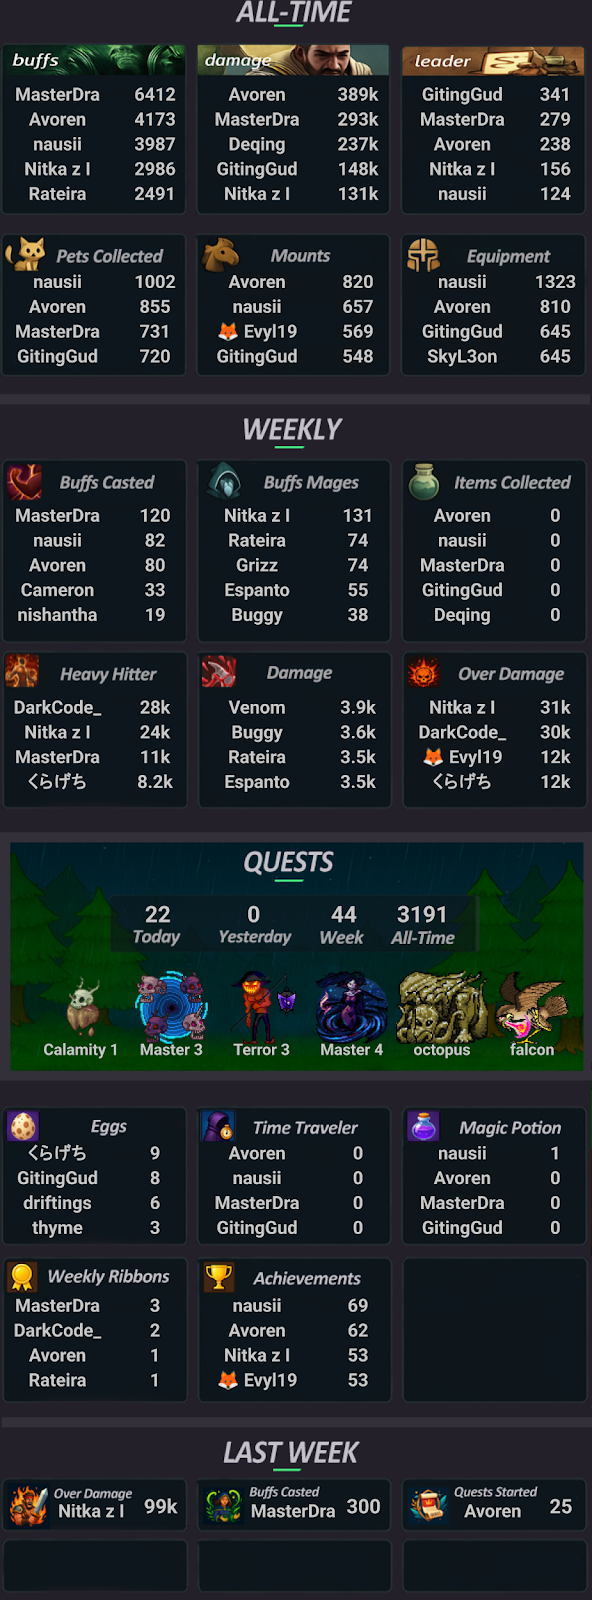 ALL-TIME
buffs damage leader
MasterDra 6412 Avoren 389k GitingGud 341
Avoren 4173 MasterDra 293k MasterDra 279
nausii 3987 Deqing 237k Avoren 238
Nitka z I 2986 GitingGud 148k Nitka z I 156
Rateira 2491 Nitka z I 131k nausii 124
Pets Collected Mounts Equipment
nausii 1002 Avoren 820 nausii 1323
Avoren 855 nausii 657 Avoren 810
MasterDra 731 🦊 Evyl19 569 GitingGud 645
GitingGud 720 GitingGud 548 SkyL3on 645
WEEKLY
Buffs Casted Buffs Mages Items Collected
MasterDra 120 Nitka z I 131 Avoren 0
nausii 82 Rateira 74 nausii 0
Avoren 80 Grizz 74 MasterDra 0
Cameron 33 Espanto 55 GitingGud 0
nishantha 19 Buggy 38 Deqing 0
Heavy Hitter Damage Over Damage
DarkCode_ 28k Venom 3.9k Nitka z I 31k
Nitka z I 24k Buggy 3.6k DarkCode_ 30k
MasterDra 11k Rateira 3.5k 🦊 Evyl19 12k
くらげち 8.2k Espanto 3.5k くらげち 12k
QUESTS
22 0 44 3191
Today Yesterday Week All-Time
Calamity 1 Master 3 Terror 3 Master 4 octopus falcon
Eggs Time Traveler Magic Potion
くらげち 9 Avoren 0 nausii 1
GitingGud 8 nausii 0 Avoren 0
driftings 6 MasterDra 0 MasterDra 0
thyme 3 GitingGud 0 GitingGud 0
Weekly Ribbons Achievements
MasterDra 3 nausii 69
DarkCode_ 2 Avoren 62
Avoren 1 Nitka z I 53
Rateira 1 🦊 Evyl19 53
LAST WEEK
Over Damage Buffs Casted Quests Started
Nitka z I 99k MasterDra 300 Avoren 25